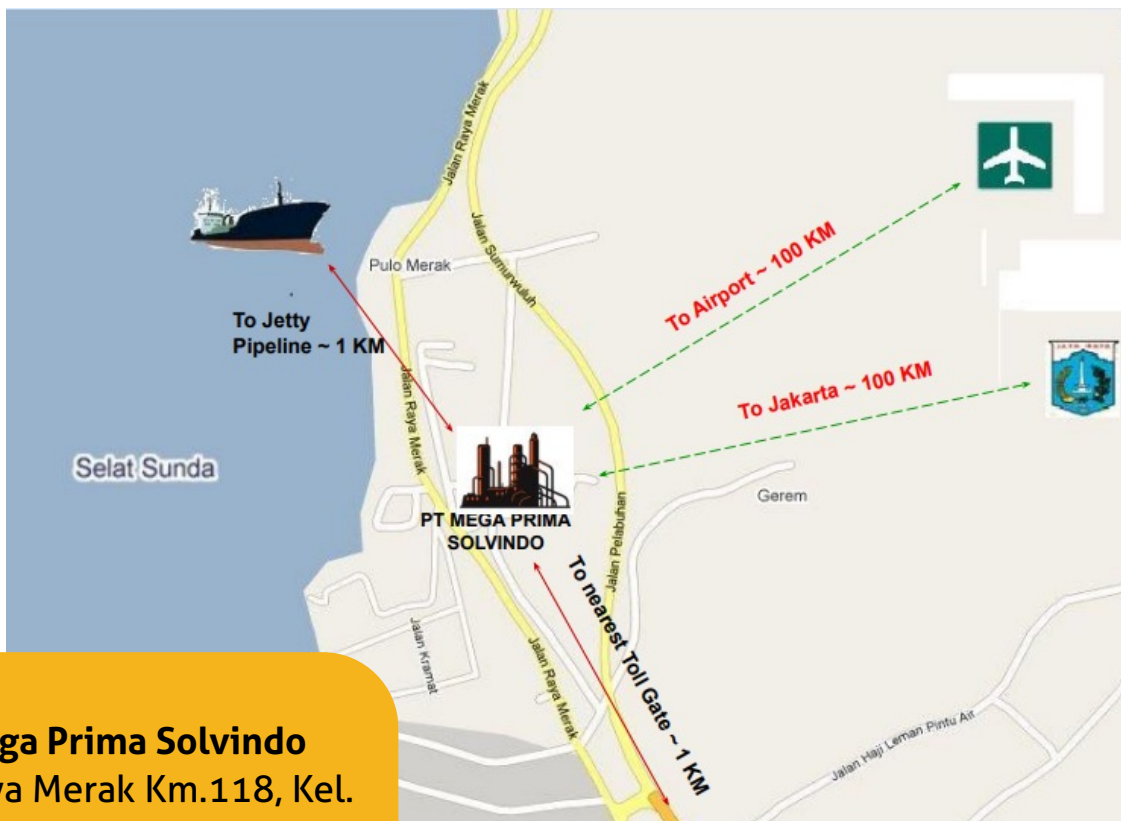 Jalan Raya Merak
Jalan Sumurwuluh
Pulo Merak
To Airport ~ 100 KM
To Jetty
Pipeline ~ 1 KM
JAYA RAYA
To Jakarta ~ 100 KM
Jalan Raya Merak
Selat Sunda
Gerem
PT MEGA PRIMA
SOLVINDO
Jalan Pelabuhan
To nearest Toll Gate ~ 1 KM
Jalan Kramat
Jalan Raya Merak
Jalan Haji Leman Pintu Air
ga Prima Solvindo
a Merak Km.118, Kel.